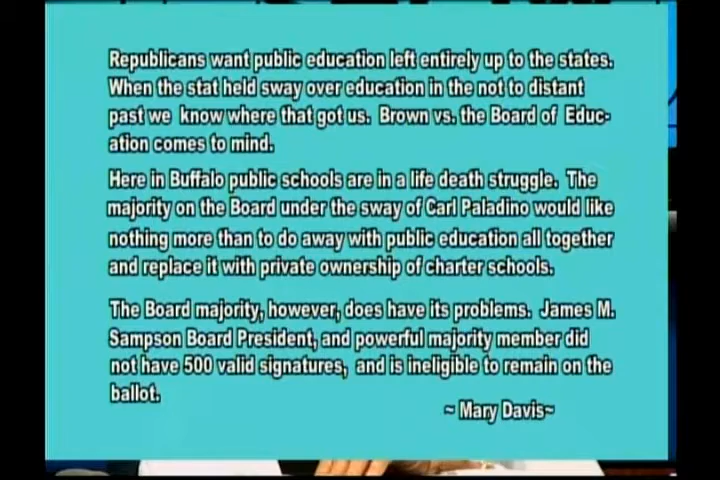 Republicans want public education left entirely up to the states.
When the stat held sway over education in the not to distant
past we know where that got us. Brown vs. the Board of Educ-
ation comes to mind.
Here in Buffalo public schools are in a life death struggle. The
majority on the Board under the sway of Carl Paladino would like
nothing more than to do away with public education all together
and replace it with private ownership of charter schools.
The Board majority, however, does have its problems. James M.
Sampson Board President, and powerful majority member did
not have 500 valid signatures, and is ineligible to remain on the
ballot.
~ Mary Davis~